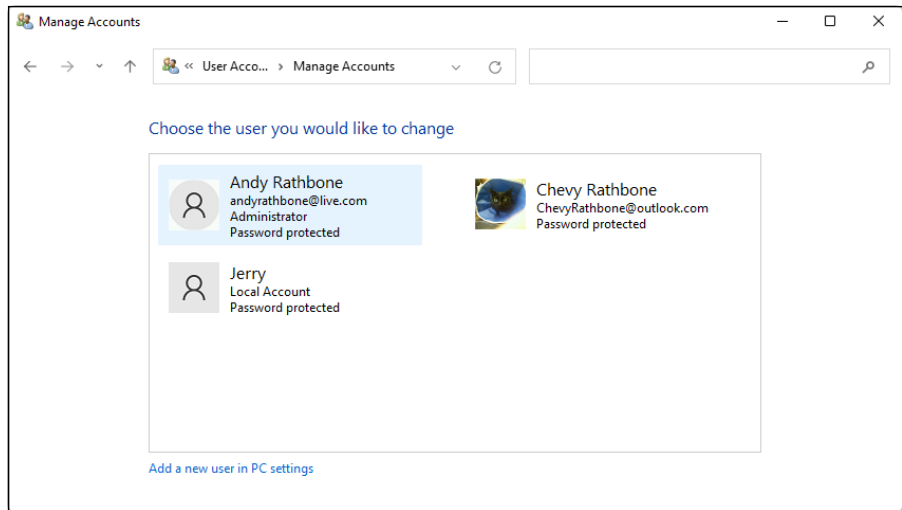 Manage Accounts
« User Acco... › Manage Accounts
Choose the user you would like to change
Andy Rathbone
andyrathbone@live.com
Administrator
Password protected
Chevy Rathbone
ChevyRathbone@outlook.com
Password protected
Jerry
Local Account
Password protected
Add a new user in PC settings